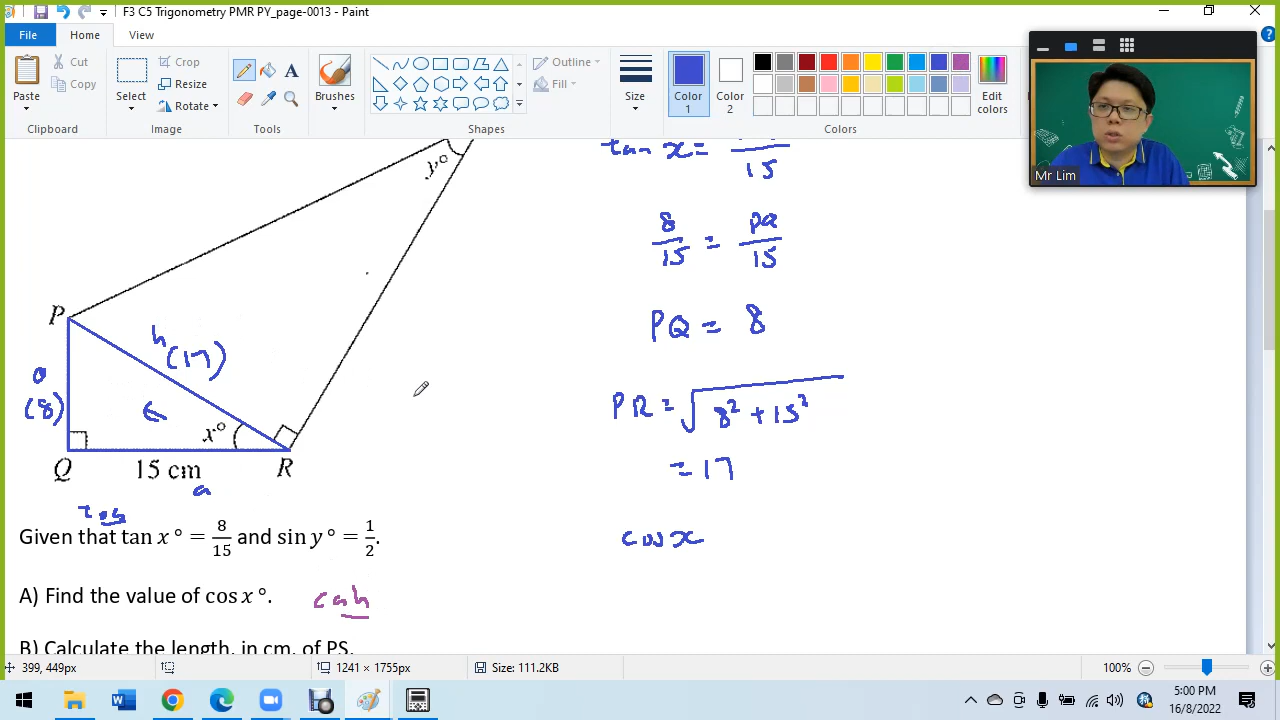 F3 C5 Trigonometry PMR PY_page-0013 - Paint
File Home View
Paste Cut Copy Clipboard
Select Crop Resize Rotate Image
Tools
Brushes
Outline Fill Shapes
Size
Color 1 Color 2 Edit colors Colors
Mr Lim
tan x = 15
8/15 = PQ/15
PQ = 8
PR = √8² + 15²
= 17
cos x
y°
P
h (17)
o (8)
x°
Q 15 cm R
a
toa
Given that tan x ° = 8/15 and sin y ° = 1/2.
A) Find the value of cos x °. cah
B) Calculate the length, in cm, of PS.
399, 449px 1241 × 1755px Size: 111.2KB 100%
5:00 PM
16/8/2022